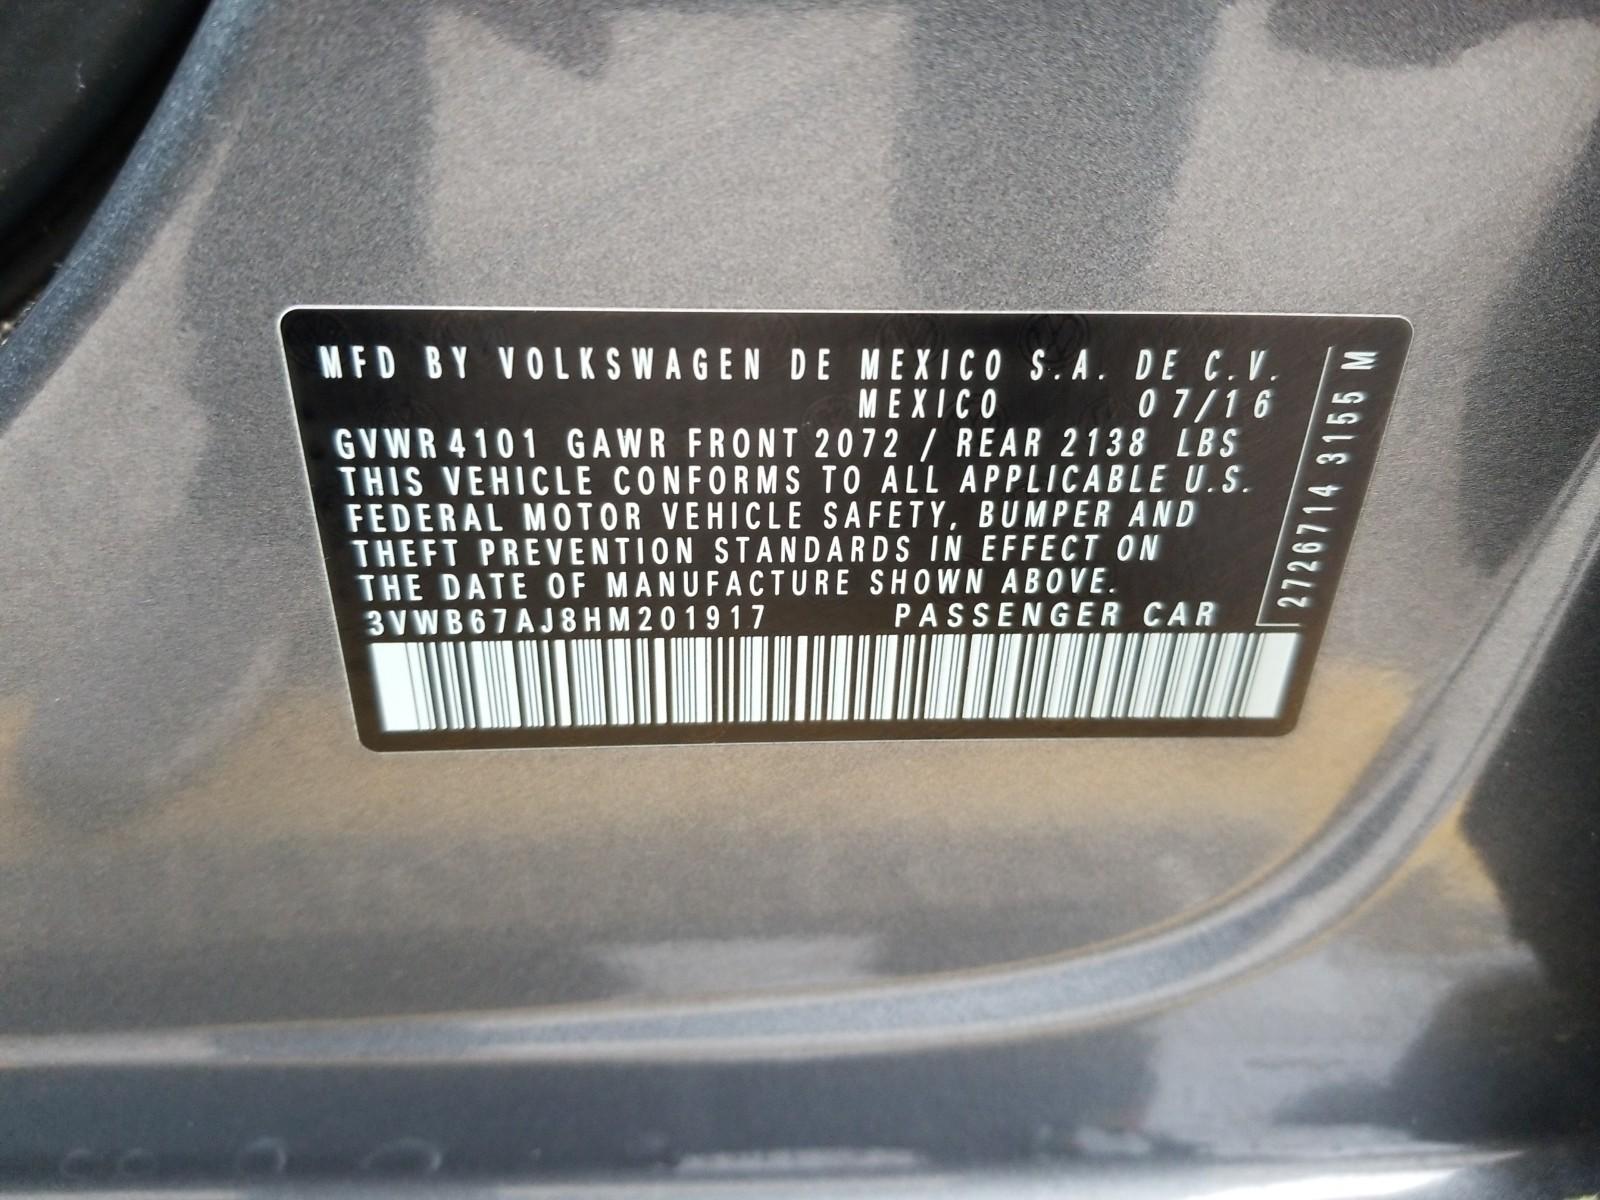 MFD BY VOLKSWAGEN DE MEXICO S.A. DE C.V.
MEXICO 07/16
GVWR 4101 GAWR FRONT 2072 / REAR 2138 LBS
THIS VEHICLE CONFORMS TO ALL APPLICABLE U.S.
FEDERAL MOTOR VEHICLE SAFETY, BUMPER AND
THEFT PREVENTION STANDARDS IN EFFECT ON
THE DATE OF MANUFACTURE SHOWN ABOVE.
3VWB67AJ8HM201917 PASSENGER CAR
2726714 3155 M